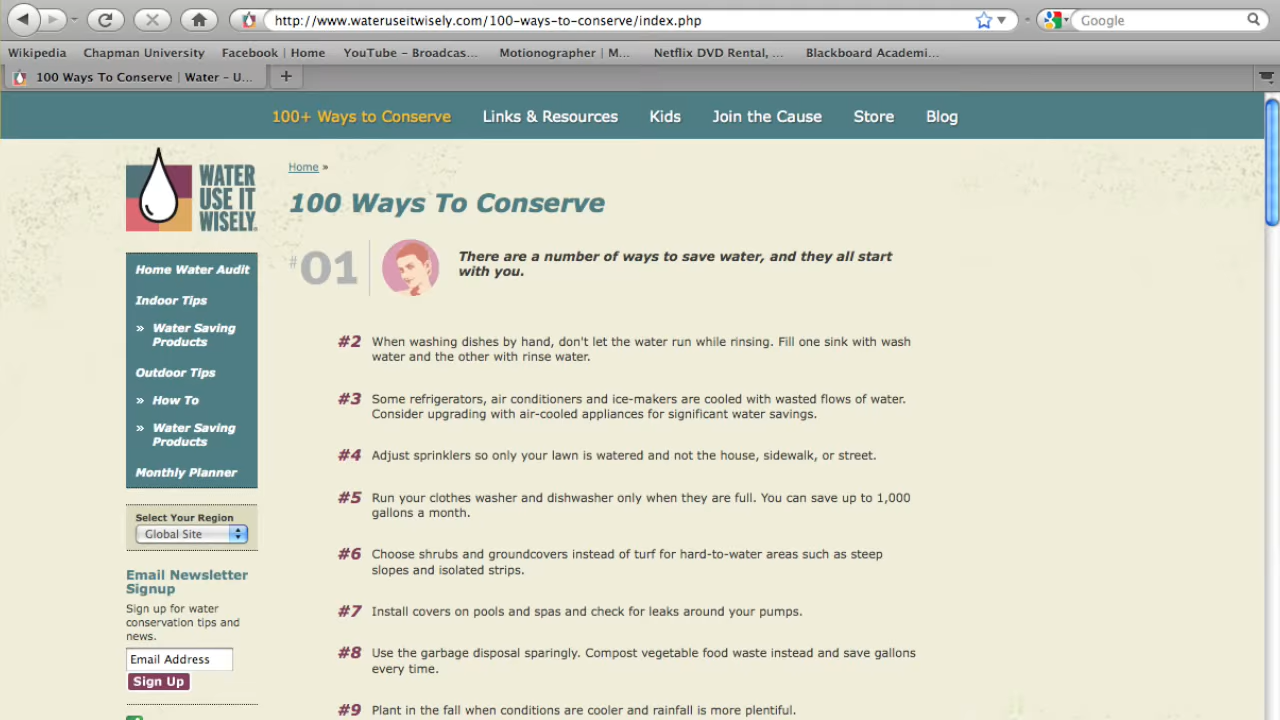 http://www.wateruseitwisely.com/100-ways-to-conserve/index.php
Google
Wikipedia Chapman University Facebook | Home YouTube – Broadcas... Motionographer | M... Netflix DVD Rental, ... Blackboard Academi...
100 Ways To Conserve | Water – U...
100+ Ways to Conserve Links & Resources Kids Join the Cause Store Blog
WATER
USE IT
WISELY.
Home Water Audit
Indoor Tips
» Water Saving
Products
Outdoor Tips
» How To
» Water Saving
Products
Monthly Planner
Select Your Region
Global Site
Email Newsletter
Signup
Sign up for water
conservation tips and
news.
Email Address
Sign Up
Home »
100 Ways To Conserve
#01
There are a number of ways to save water, and they all start
with you.
#2 When washing dishes by hand, don't let the water run while rinsing. Fill one sink with wash
water and the other with rinse water.
#3 Some refrigerators, air conditioners and ice-makers are cooled with wasted flows of water.
Consider upgrading with air-cooled appliances for significant water savings.
#4 Adjust sprinklers so only your lawn is watered and not the house, sidewalk, or street.
#5 Run your clothes washer and dishwasher only when they are full. You can save up to 1,000
gallons a month.
#6 Choose shrubs and groundcovers instead of turf for hard-to-water areas such as steep
slopes and isolated strips.
#7 Install covers on pools and spas and check for leaks around your pumps.
#8 Use the garbage disposal sparingly. Compost vegetable food waste instead and save gallons
every time.
#9 Plant in the fall when conditions are cooler and rainfall is more plentiful.